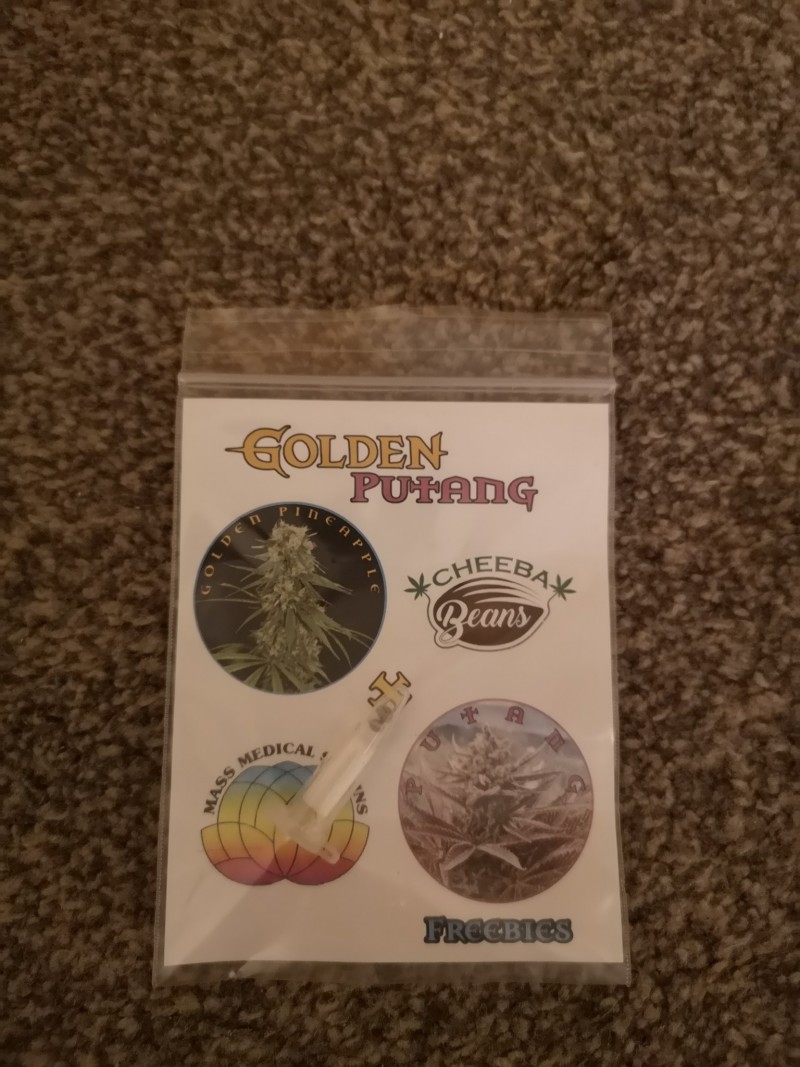 GOLDEN
PUTANG
GOLDEN PINEAPPLE
CHEEBA
Beans
MASS MEDICAL
PUTANG
FREEBIES